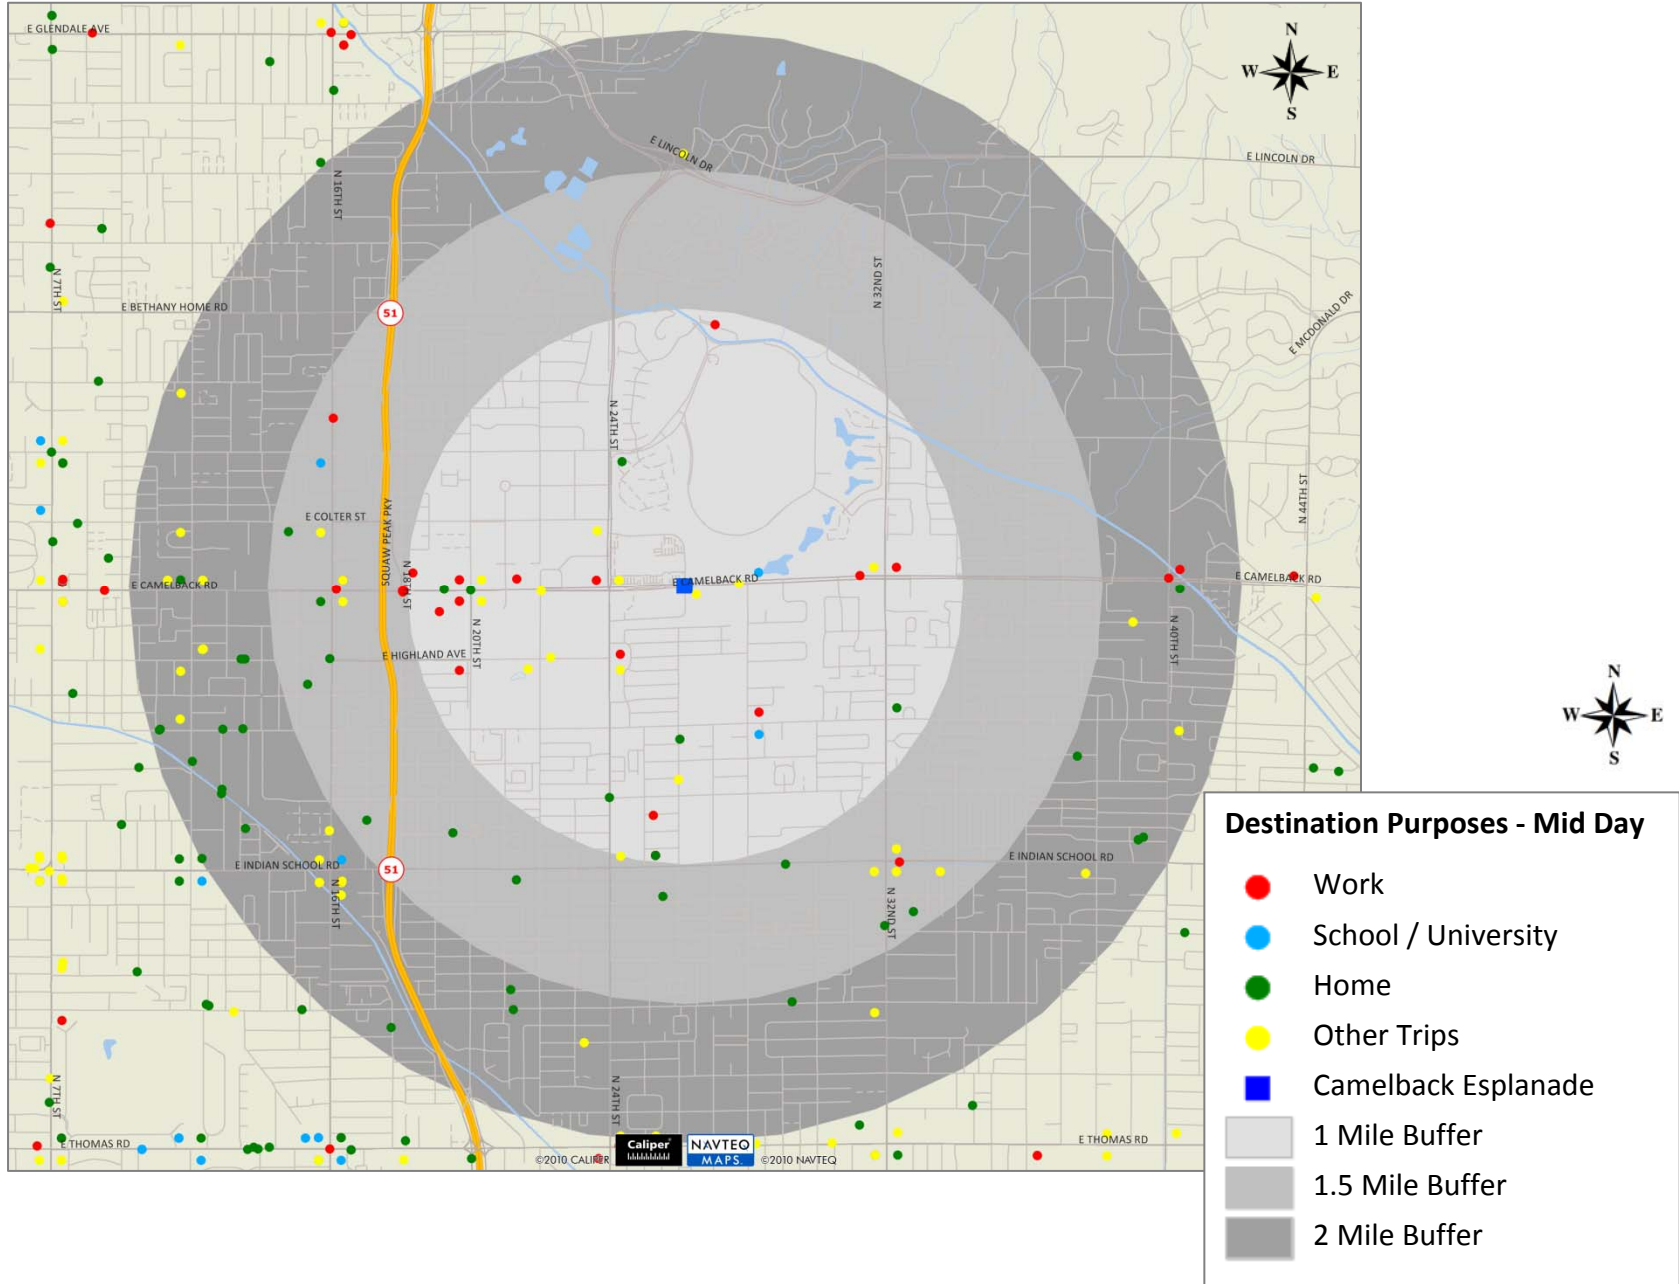 E GLENDALE AVE
N
W E
S
E LINCOLN DR
E LINCOLN DR
N 16TH ST
N 7TH ST
N 32ND ST
E BETHANY HOME RD
51
E MCDONALD DR
N 24TH ST
N 44TH ST
E COLTER ST
SQUAW PEAK PKY
N 18TH ST
E CAMELBACK RD
E CAMELBACK RD
E CAMELBACK RD
N 20TH ST
N 40TH ST
E HIGHLAND AVE
N
W E
S
E INDIAN SCHOOL RD
51
E INDIAN SCHOOL RD
N 16TH ST
N 32ND ST
N 7TH ST
N 24TH ST
E THOMAS RD
E THOMAS RD
Caliper
NAVTEQ
MAPS.
©2010 CALIPER
©2010 NAVTEQ
Destination Purposes - Mid Day
Work
School / University
Home
Other Trips
Camelback Esplanade
1 Mile Buffer
1.5 Mile Buffer
2 Mile Buffer